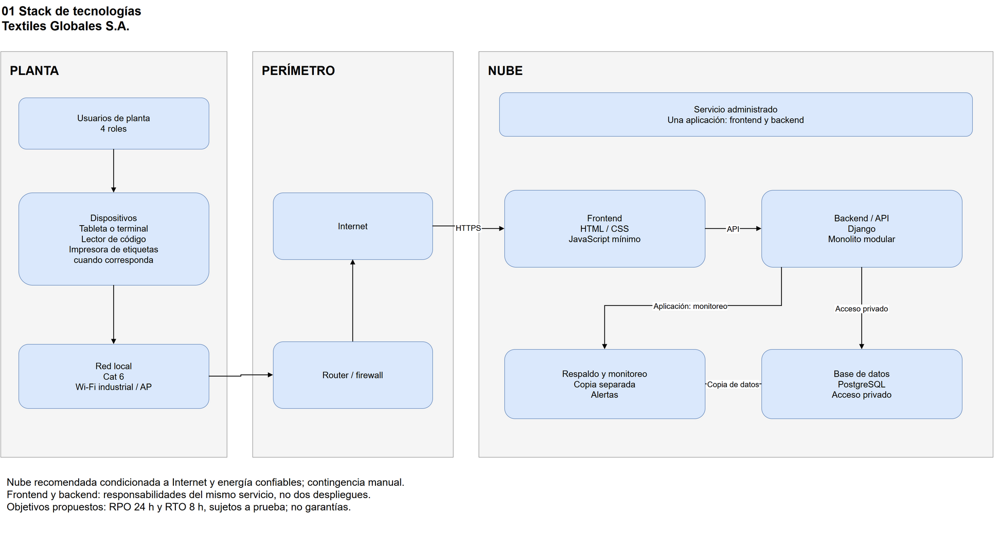 01 Stack de tecnologías
Textiles Globales S.A.
PLANTA
Usuarios de planta
4 roles
Dispositivos
Tableta o terminal
Lector de código
Impresora de etiquetas
cuando corresponda
Red local
Cat 6
Wi-Fi industrial / AP
PERÍMETRO
Internet
Router / firewall
HTTPS
NUBE
Servicio administrado
Una aplicación: frontend y backend
Frontend
HTML / CSS
JavaScript mínimo
API
Backend / API
Django
Monolito modular
Aplicación: monitoreo
Acceso privado
Respaldo y monitoreo
Copia separada
Alertas
Copia de datos
Base de datos
PostgreSQL
Acceso privado
Nube recomendada condicionada a Internet y energía confiables; contingencia manual.
Frontend y backend: responsabilidades del mismo servicio, no dos despliegues.
Objetivos propuestos: RPO 24 h y RTO 8 h, sujetos a prueba; no garantías.